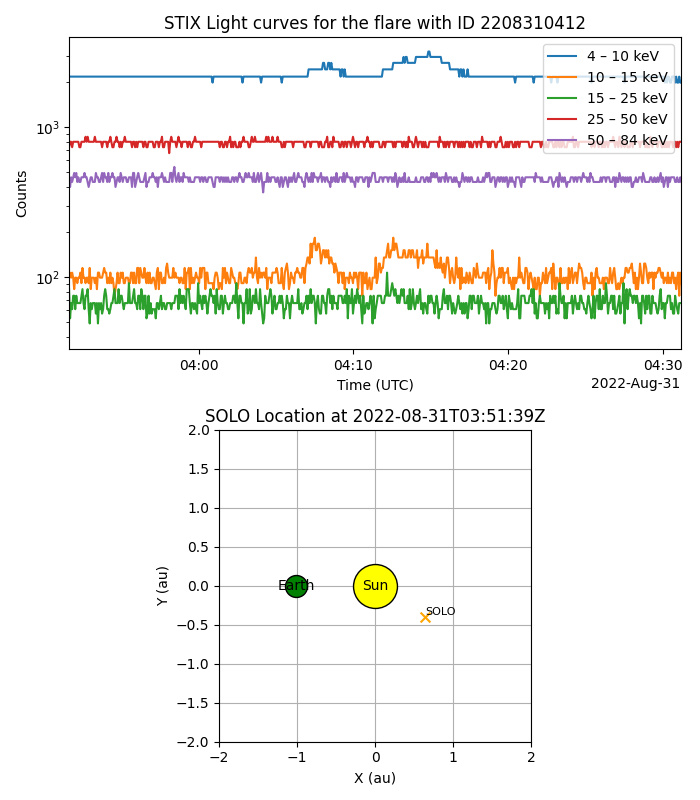 STIX Light curves for the flare with ID 2208310412
4 – 10 keV
10 – 15 keV
15 – 25 keV
25 – 50 keV
50 – 84 keV
10³
10²
Counts
04:00 04:10 04:20 04:30
Time (UTC)
2022-Aug-31
SOLO Location at 2022-08-31T03:51:39Z
2.0
1.5
1.0
0.5
0.0
−0.5
−1.0
−1.5
−2.0
Y (au)
Earth Sun
SOLO
−2 −1 0 1 2
X (au)